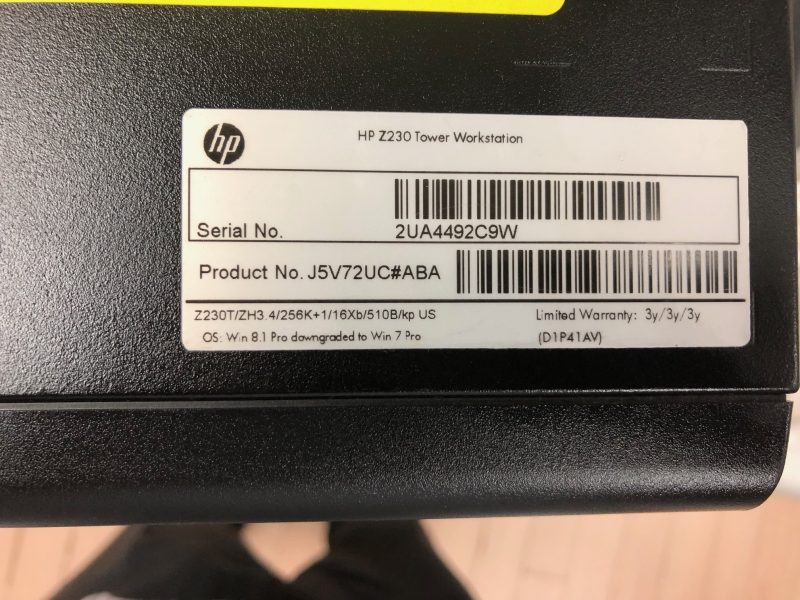 hp
HP Z230 Tower Workstation
Serial No. 2UA4492C9W
Product No. J5V72UC#ABA
Z230T/ZH3.4/256K+1/16Xb/510B/kp US
Limited Warranty: 3y/3y/3y
OS: Win 8.1 Pro downgraded to Win 7 Pro
(D1P41AV)